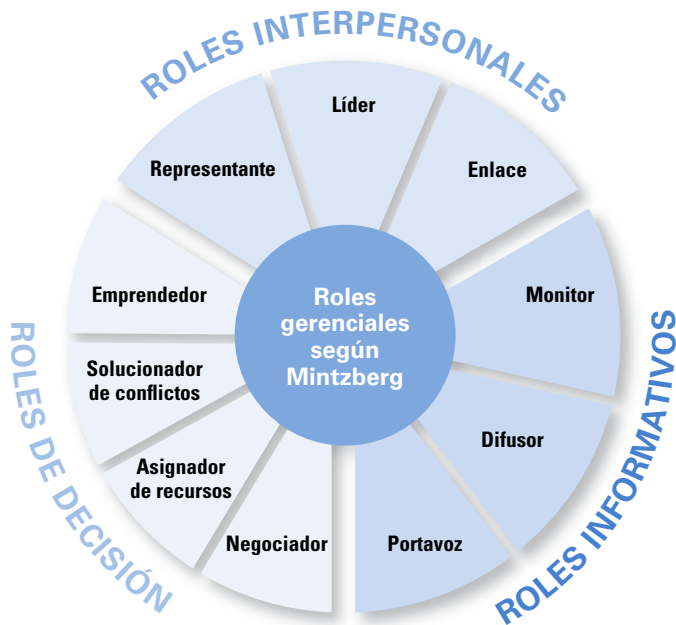 ROLES INTERPERSONALES
Representante
Líder
Enlace
ROLES INFORMATIVOS
Monitor
Difusor
Portavoz
ROLES DE DECISIÓN
Emprendedor
Solucionador
de conflictos
Asignador
de recursos
Negociador
Roles
gerenciales
según
Mintzberg